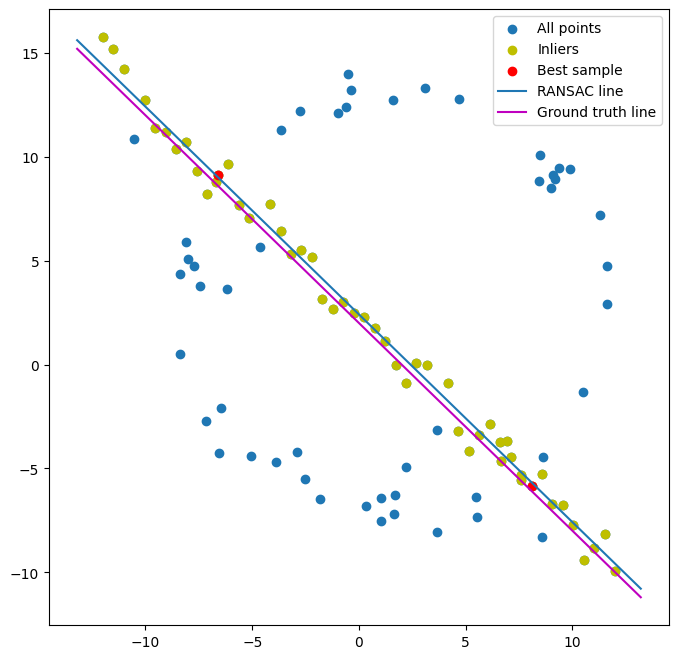 All points
Inliers
Best sample
RANSAC line
Ground truth line
15
10
5
0
−5
−10
−10 −5 0 5 10